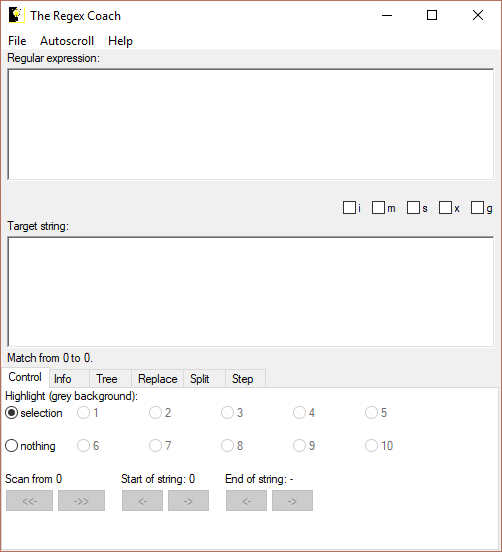 The Regex Coach
File Autoscroll Help
Regular expression:
i m s x g
Target string:
Match from 0 to 0.
Control Info Tree Replace Split Step
Highlight (grey background):
selection 1 2 3 4 5
nothing 6 7 8 9 10
Scan from 0 Start of string: 0 End of string: -
<<- ->> <- -> <- ->